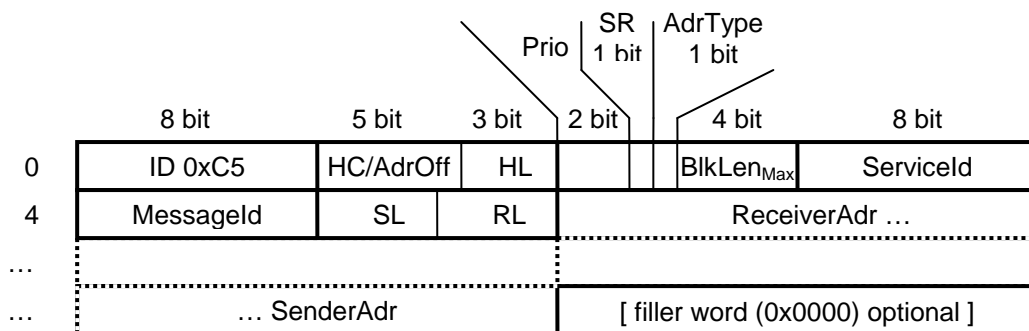 SR AdrType
Prio 1 bit 1 bit
8 bit 5 bit 3 bit 2 bit 4 bit 8 bit
0 ID 0xC5 HC/AdrOff HL BlkLenMax ServiceId
4 MessageId SL RL ReceiverAdr …
…
… … SenderAdr [ filler word (0x0000) optional ]